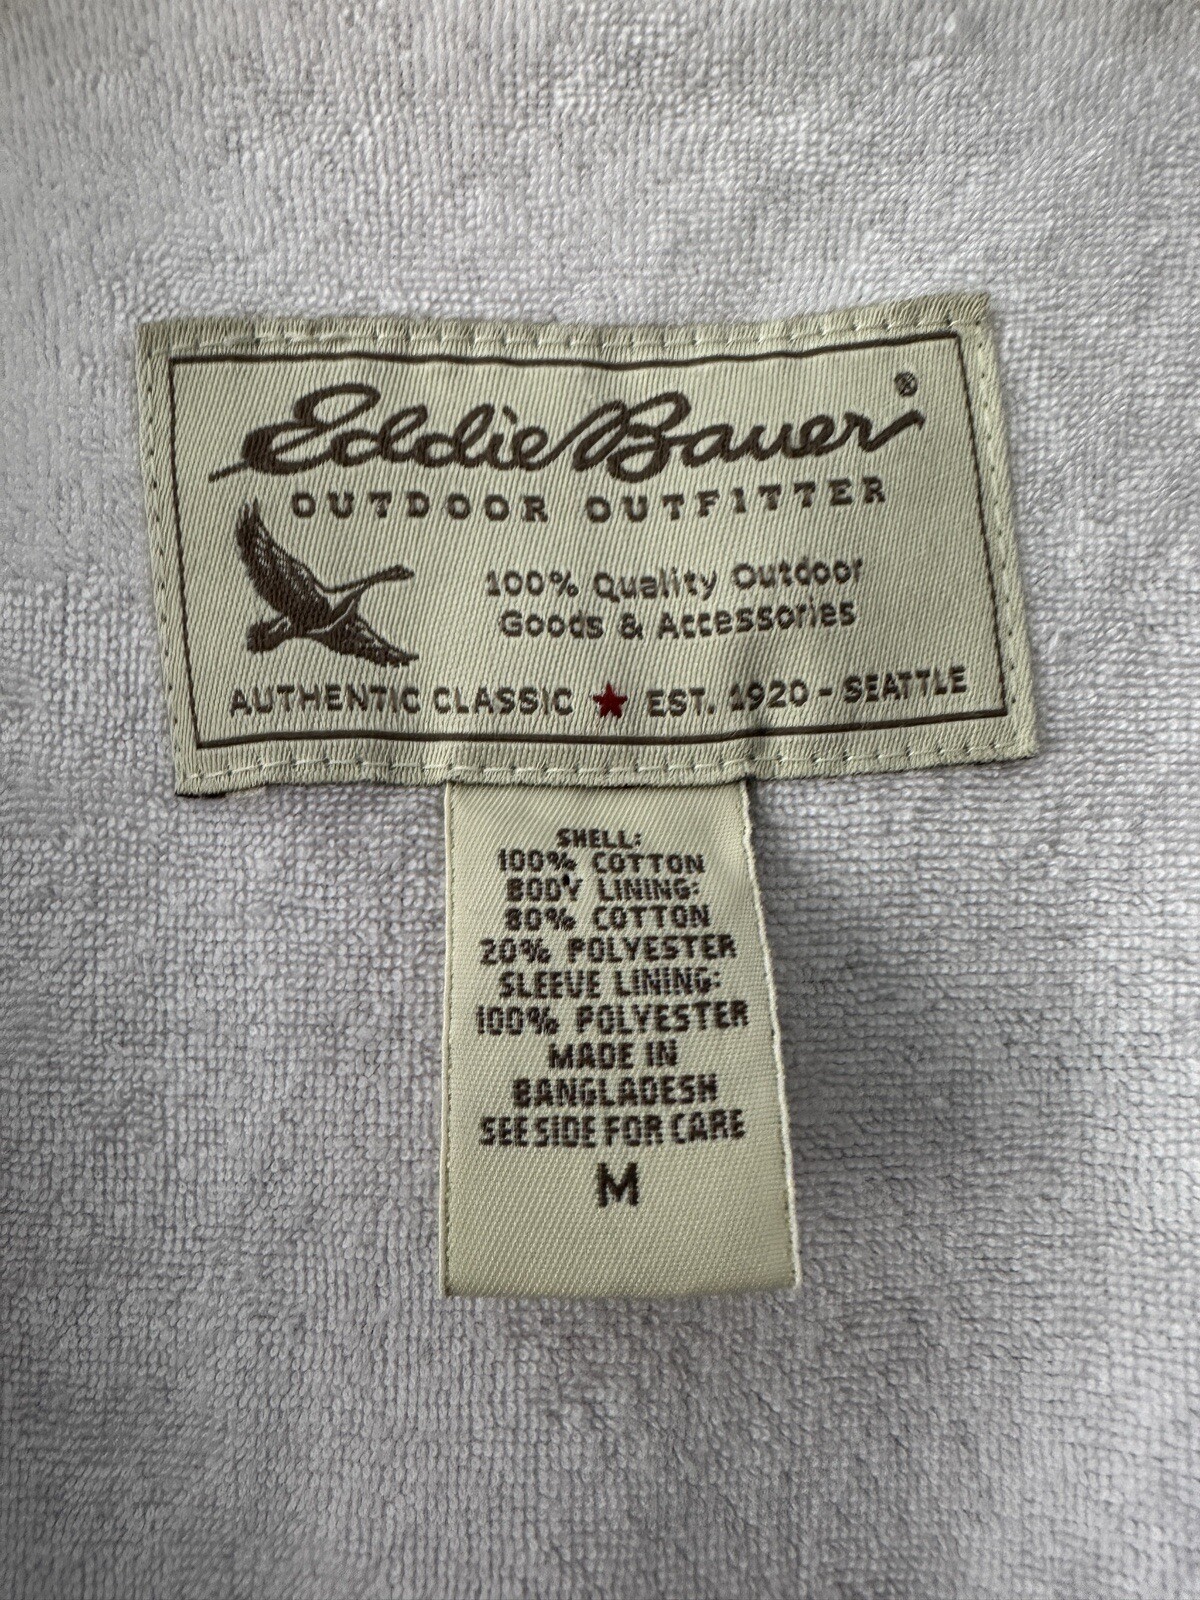 Eddie Bauer®
OUTDOOR OUTFITTER
100% Quality Outdoor
Goods & Accessories
AUTHENTIC CLASSIC ★ EST. 1920 - SEATTLE
SHELL:
100% COTTON
BODY LINING:
80% COTTON
20% POLYESTER
SLEEVE LINING:
100% POLYESTER
MADE IN
BANGLADESH
SEE SIDE FOR CARE
M